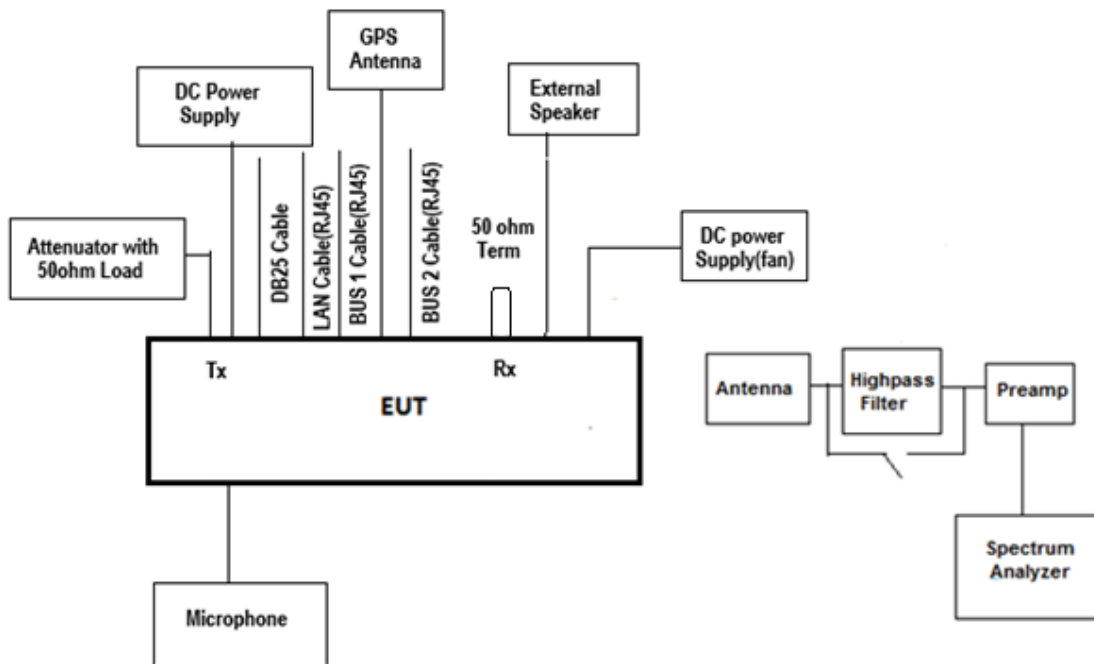 GPS
Antenna
DC Power
Supply
External
Speaker
Attenuator with
50ohm Load
DB25 Cable
LAN Cable(RJ45)
BUS 1 Cable(RJ45)
BUS 2 Cable(RJ45)
50 ohm
Term
DC power
Supply(fan)
Tx
Rx
EUT
Antenna
Highpass
Filter
Preamp
Spectrum
Analyzer
Microphone